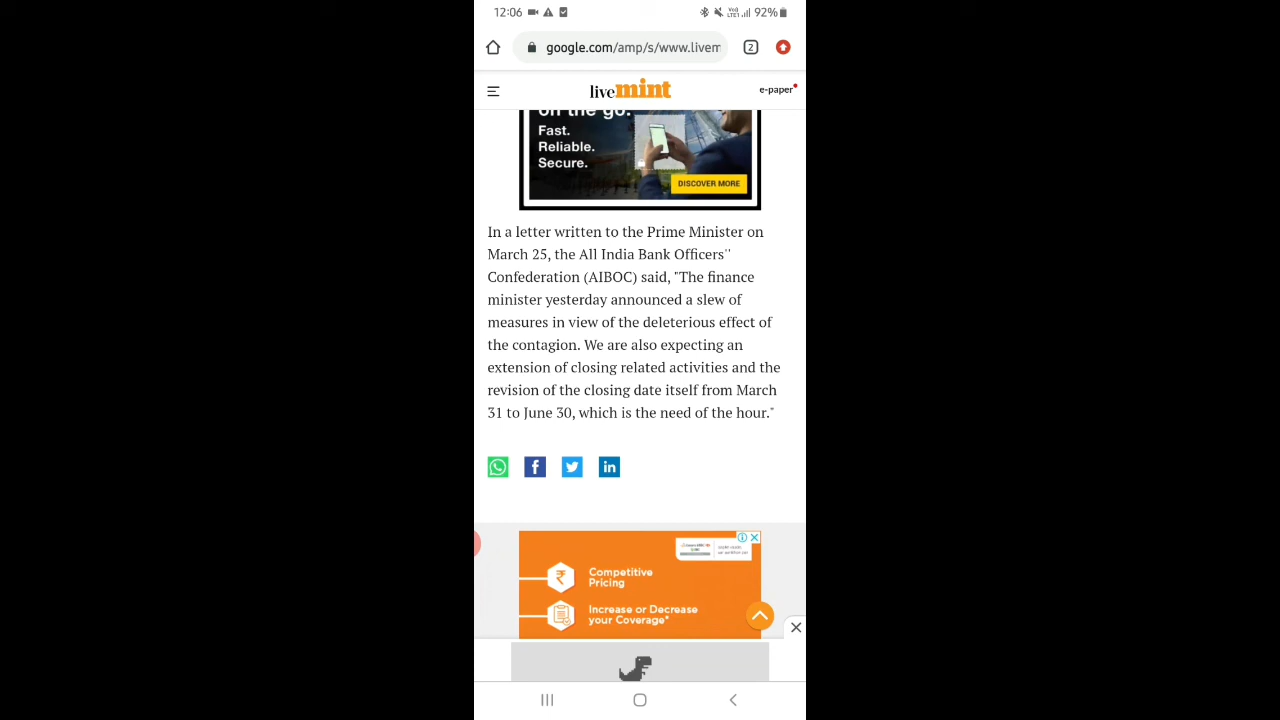 12:06
92%
google.com/amp/s/www.livem
2
livemint
e-paper
on the go.
Fast.
Reliable.
Secure.
DISCOVER MORE
In a letter written to the Prime Minister on
March 25, the All India Bank Officers''
Confederation (AIBOC) said, "The finance
minister yesterday announced a slew of
measures in view of the deleterious effect of
the contagion. We are also expecting an
extension of closing related activities and the
revision of the closing date itself from March
31 to June 30, which is the need of the hour."
Competitive
Pricing
Increase or Decrease
your Coverage*